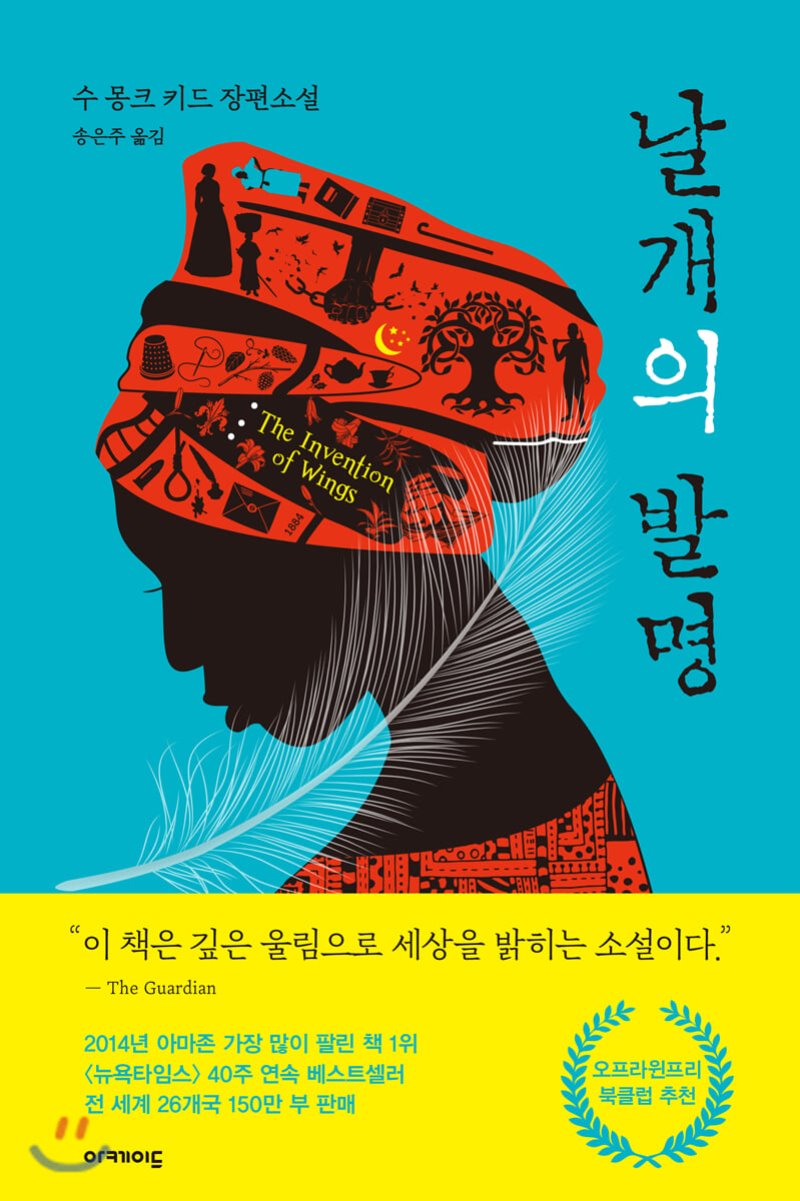 수 몽크 키드 장편소설
송은주 옮김
날개의 발명
The Invention
of Wings
1884
“이 책은 깊은 울림으로 세상을 밝히는 소설이다.”
— The Guardian
2014년 아마존 가장 많이 팔린 책 1위
〈뉴욕타임스〉 40주 연속 베스트셀러
전 세계 26개국 150만 부 판매
오프라윈프리
북클럽 추천
아케이드